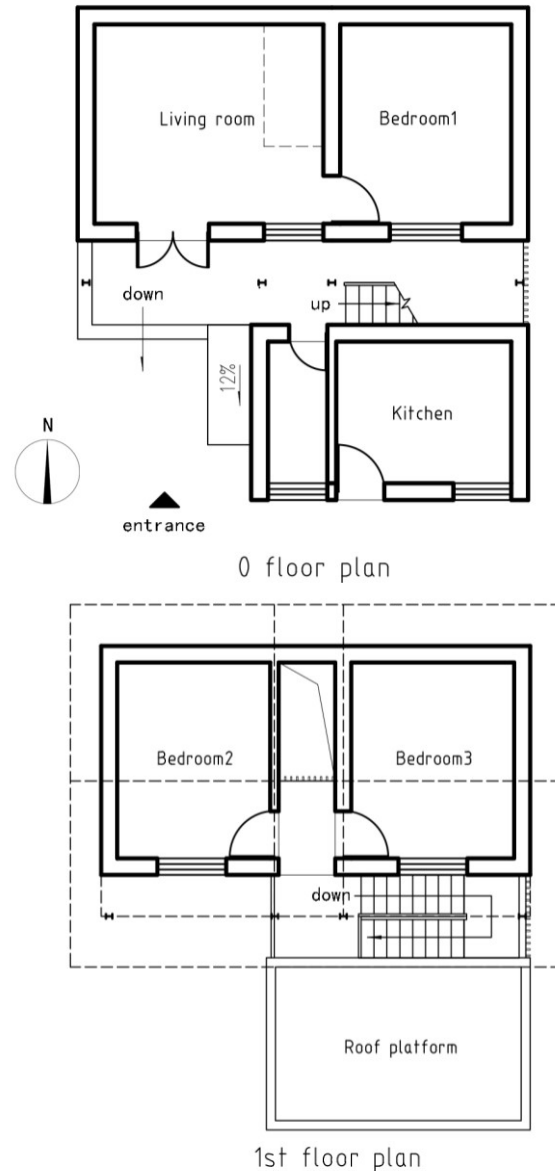 Living room
Bedroom1
down
up
12%
Kitchen
N
entrance
0 floor plan
Bedroom2
Bedroom3
down
Roof platform
1st floor plan